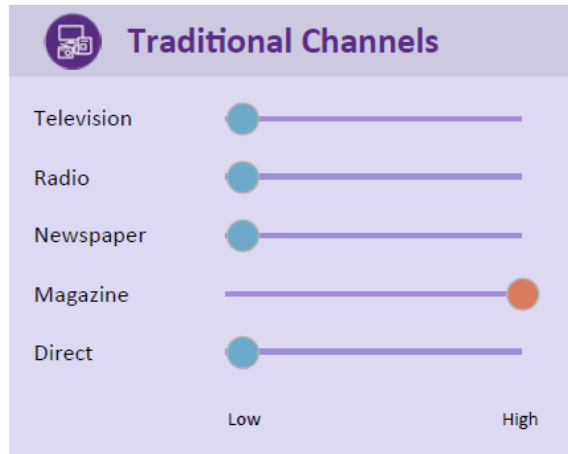 Traditional Channels
Television
Radio
Newspaper
Magazine
Direct
Low High